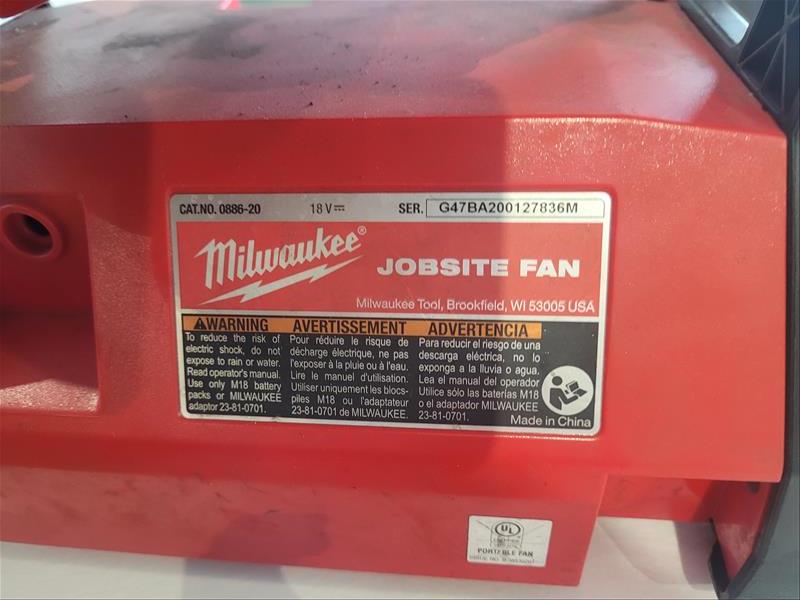 CAT.NO. 0886-20 18 V⎓ SER. G47BA200127836M
Milwaukee®
JOBSITE FAN
Milwaukee Tool, Brookfield, WI 53005 USA
⚠WARNING AVERTISSEMENT ADVERTENCIA
To reduce the risk of
electric shock, do not
expose to rain or water.
Read operator's manual.
Use only M18 battery
packs or MILWAUKEE
adaptor 23-81-0701.
Pour réduire le risque de
décharge électrique, ne pas
l'exposer à la pluie ou à l'eau.
Lire le manuel d'utilisation.
Utiliser uniquement les blocs-
piles M18 ou l'adaptateur
23-81-0701 de MILWAUKEE.
Para reducir el riesgo de una
descarga eléctrica, no lo
exponga a la lluvia o agua.
Lea el manual del operador
Utilice sólo las baterías M18
o el adaptador MILWAUKEE
23-81-0701.
Made in China
UL
PORTABLE FAN